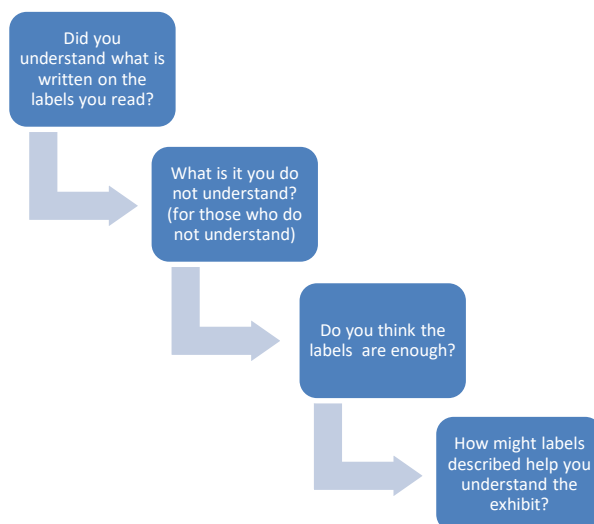 Did you
understand what is
written on the
labels you read?
What is it you do
not understand?
(for those who do
not understand)
Do you think the
labels  are enough?
How might labels
described help you
understand the
exhibit?